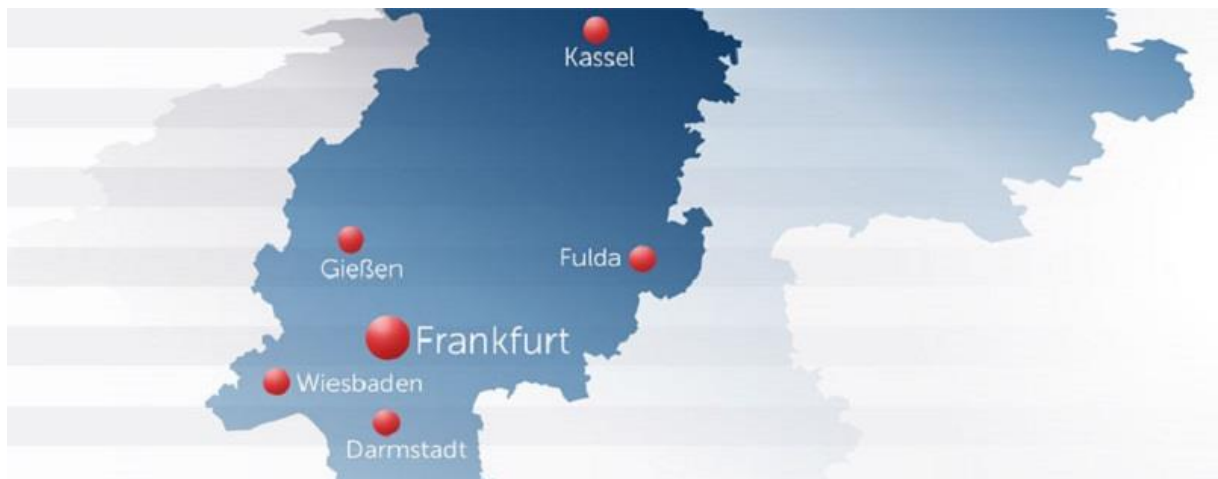 Kassel
Gießen
Fulda
Frankfurt
Wiesbaden
Darmstadt